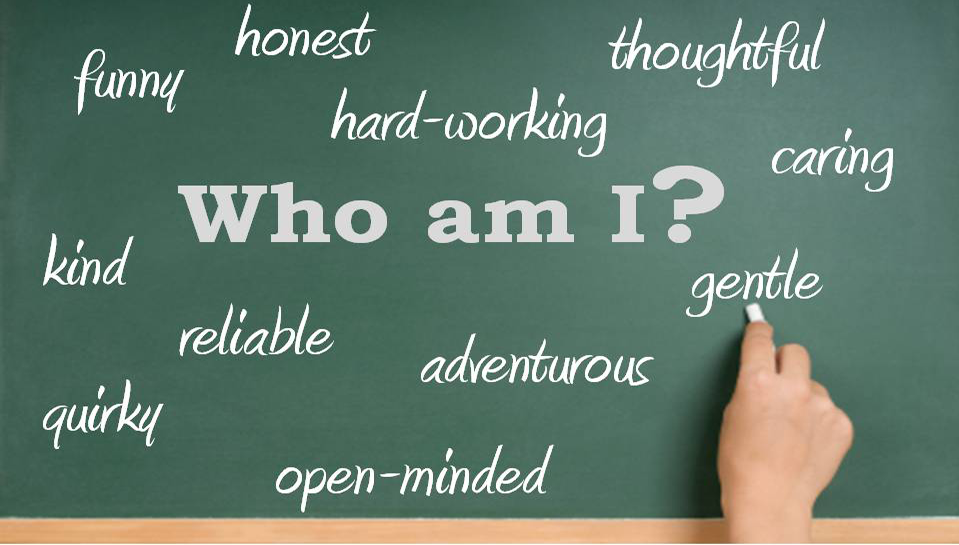 honest
thoughtful
funny
hard-working
caring
Who am I?
kind
gentle
reliable
adventurous
quirky
open-minded